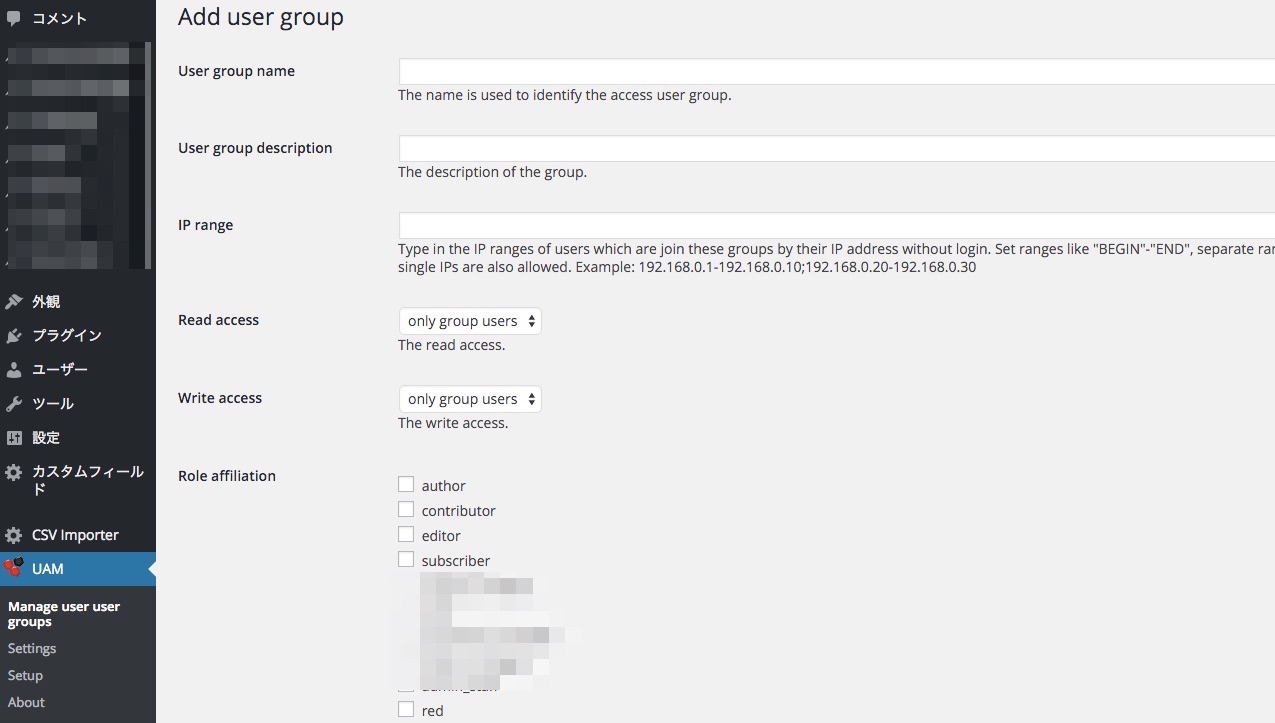 コメント
外観
プラグイン
ユーザー
ツール
設定
カスタムフィール
ド
CSV Importer
UAM
Manage user user
groups
Settings
Setup
About
Add user group
User group name
The name is used to identify the access user group.
User group description
The description of the group.
IP range
Type in the IP ranges of users which are join these groups by their IP address without login. Set ranges like "BEGIN"-"END", separate
single IPs are also allowed. Example: 192.168.0.1-192.168.0.10;192.168.0.20-192.168.0.30
Read access
only group users
The read access.
Write access
only group users
The write access.
Role affiliation
author
contributor
editor
subscriber
red